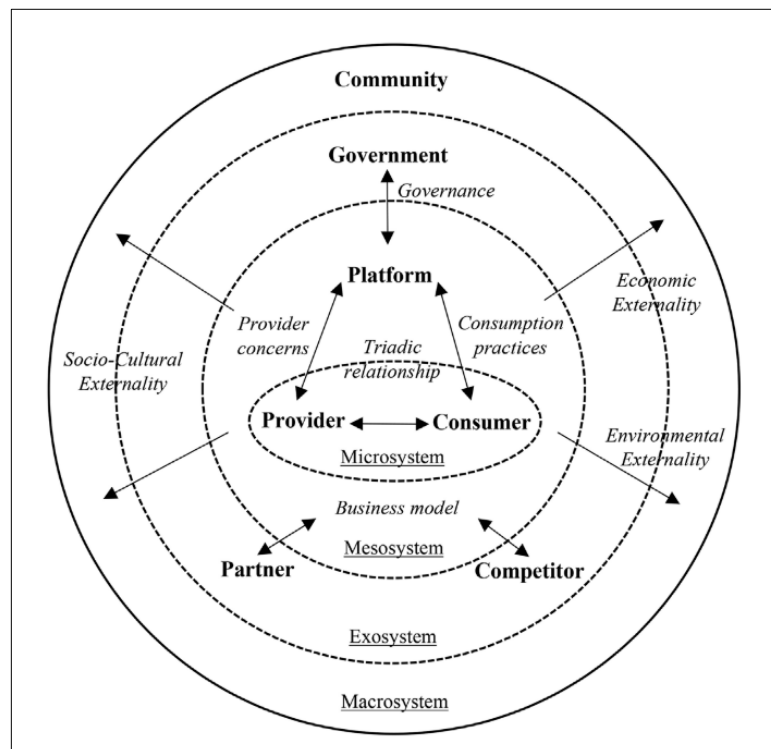 Community
Government
Governance
Platform
Economic
Externality
Provider
concerns
Consumption
practices
Triadic
relationship
Socio-Cultural
Externality
Provider
Consumer
Environmental
Externality
Microsystem
Business model
Mesosystem
Partner
Competitor
Exosystem
Macrosystem